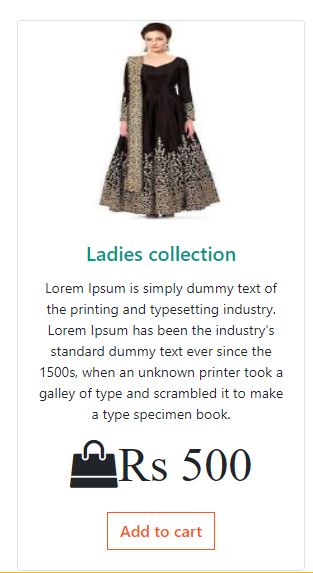 Ladies collection
Lorem Ipsum is simply dummy text of
the printing and typesetting industry.
Lorem Ipsum has been the industry's
standard dummy text ever since the
1500s, when an unknown printer took a
galley of type and scrambled it to make
a type specimen book.
Rs 500
Add to cart